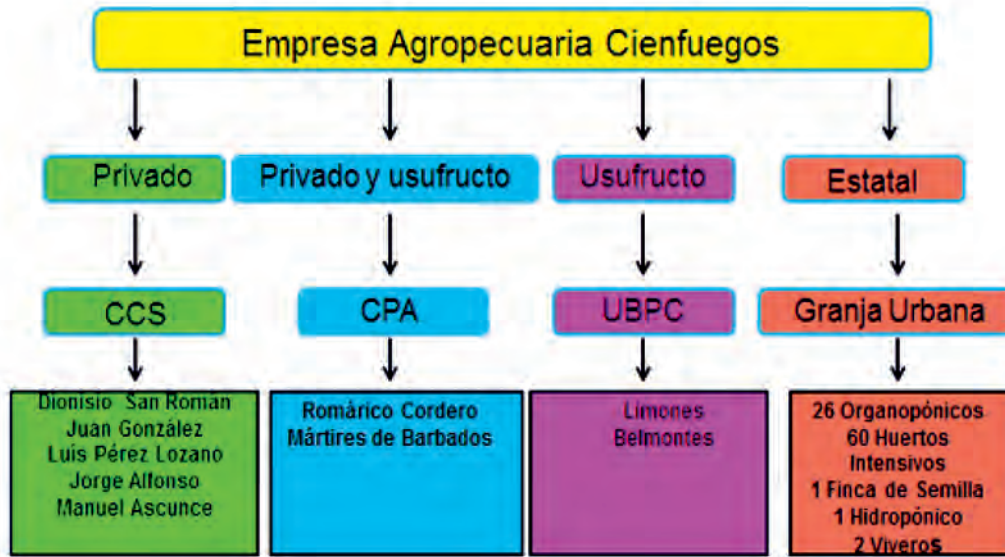 Empresa Agropecuaria Cienfuegos
Privado
Privado y usufructo
Usufructo
Estatal
CCS
CPA
UBPC
Granja Urbana
Dionisio San Roman
Juan González
Luis Pérez Lozano
Jorge Alfonso
Manuel Ascunce
Romárico Cordero
Mártires de Barbados
Limones
Belmontes
26 Organopónicos
60 Huertos
Intensivos
1 Finca de Semilla
1 Hidropónico
2 Viveros